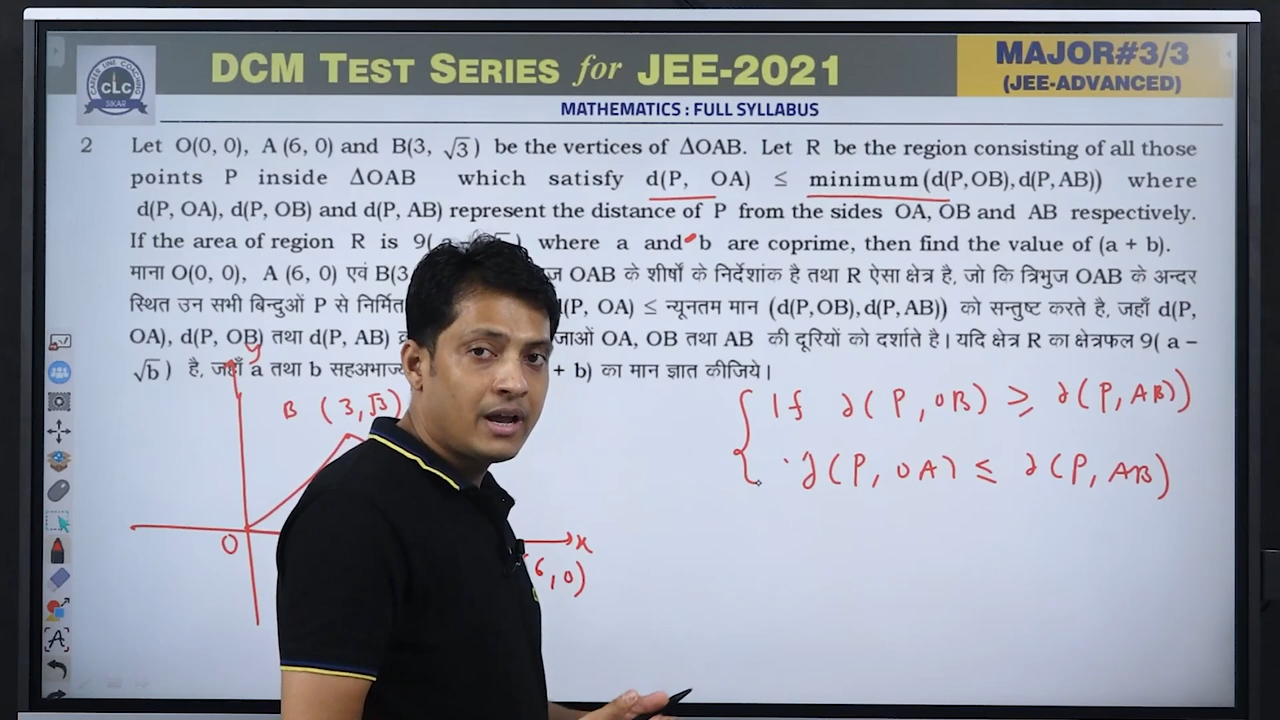 DCM TEST SERIES for JEE-2021
MAJOR#3/3
(JEE-ADVANCED)
CAREER LINE COACHING
CLC
SIKAR
MATHEMATICS : FULL SYLLABUS
2 Let O(0, 0), A (6, 0) and B(3, √3) be the vertices of ΔOAB. Let R be the region consisting of all those
points P inside ΔOAB which satisfy d(P, OA) ≤ minimum (d(P,OB), d(P,AB)) where
d(P, OA), d(P, OB) and d(P, AB) represent the distance of P from the sides OA, OB and AB respectively.
If the area of region R is 9( a where a and b are coprime, then find the value of (a + b).
माना O(0, 0), A (6, 0) एवं B(3 OAB के शीर्षों के निर्देशांक है तथा R ऐसा क्षेत्र है, जो कि त्रिभुज OAB के अन्दर
स्थित उन सभी बिन्दुओं P से निर्मित d(P, OA) ≤ न्यूनतम मान (d(P,OB), d(P,AB)) को सन्तुष्ट करते है, जहाँ d(P,
OA), d(P, OB) तथा d(P, AB) OA, OB तथा AB की दूरियों को दर्शाते है। यदि क्षेत्र R का क्षेत्रफल 9( a –
√b) है, जहाँ a तथा b + b) का मान ज्ञात कीजिये।
y
B (3,√3)
O
x
6,0)
If d(P, OB) ≥ d(P, AB)
d(P, OA) ≤ d(P, AB)
A